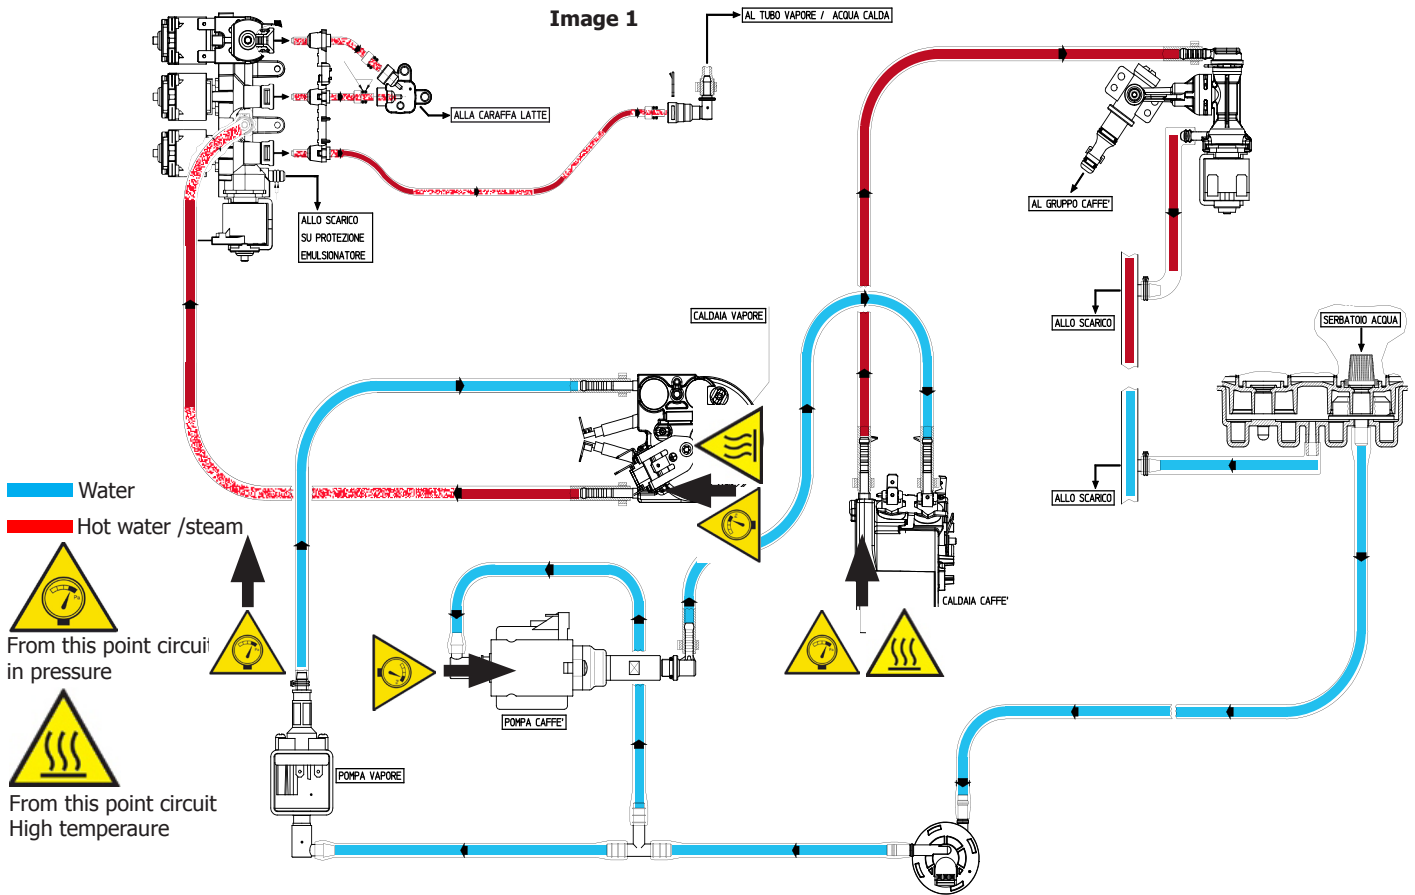 Image 1
AL TUBO VAPORE / ACQUA CALDA
ALLA CARAFFA LATTE
AL GRUPPO CAFFE'
ALLO SCARICO
SU PROTEZIONE
EMULSIONATORE
CALDAIA VAPORE
ALLO SCARICO
SERBATOIO ACQUA
ALLO SCARICO
Water
Hot water /steam
CALDAIA CAFFE'
From this point circuit
in pressure
POMPA CAFFE'
POMPA VAPORE
From this point circuit
High temperaure